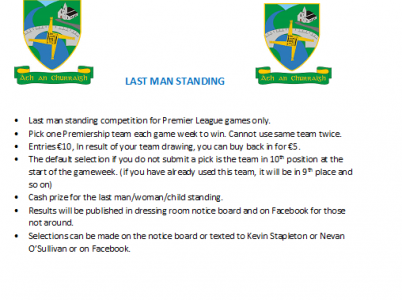 Ath an Churraigh
Ath an Churraigh
LAST MAN STANDING
• Last man standing competition for Premier League games only.
• Pick one Premiership team each game week to win. Cannot use same team twice.
• Entries €10, In result of your team drawing, you can buy back in for €5.
• The default selection if you do not submit a pick is the team in 10th position at the
start of the gameweek. (if you have already used this team, it will be in 9th place and
so on)
• Cash prize for the last man/woman/child standing.
• Results will be published in dressing room notice board and on Facebook for those
not around.
• Selections can be made on the notice board or texted to Kevin Stapleton or Nevan
O'Sullivan or on Facebook.